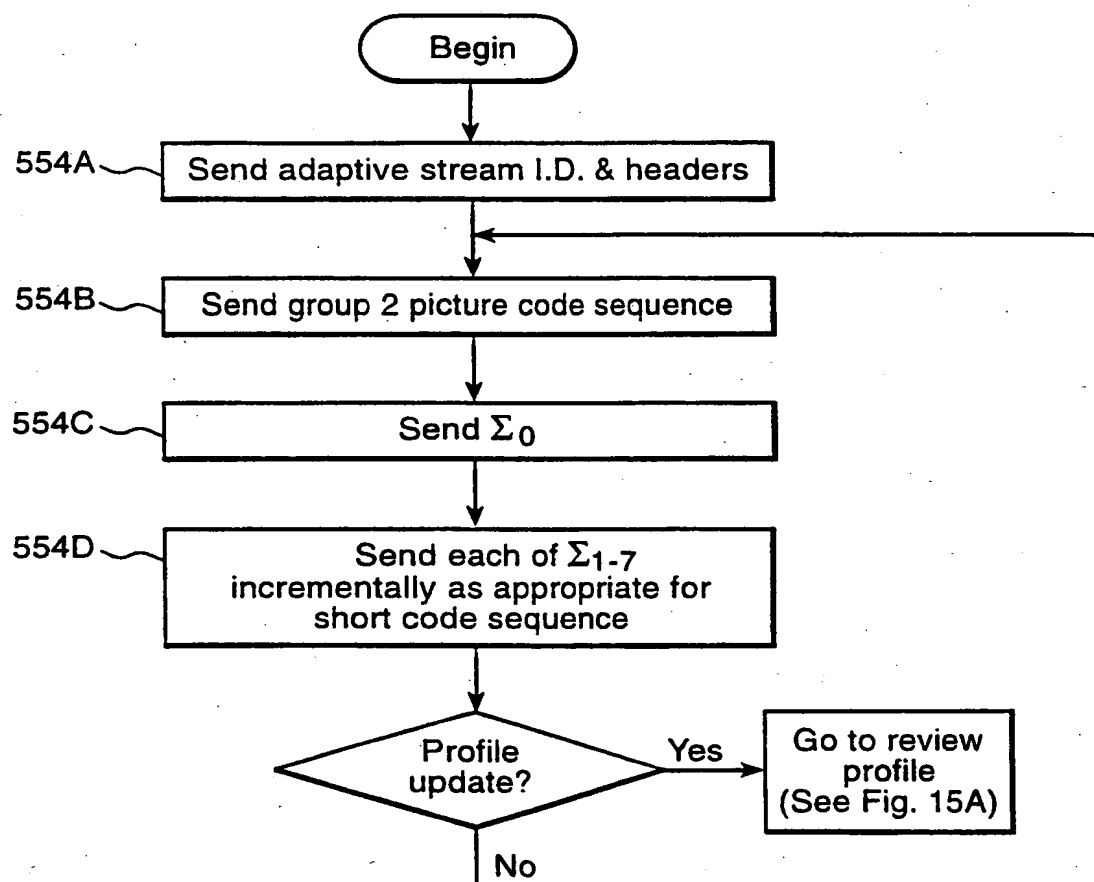 Begin
554A
Send adaptive stream I.D. & headers
554B
Send group 2 picture code sequence
554C
Send Σ0
554D
Send each of Σ1-7
incrementally as appropriate for
short code sequence
Profile
update?
Yes
Go to review
profile
(See Fig. 15A)
No